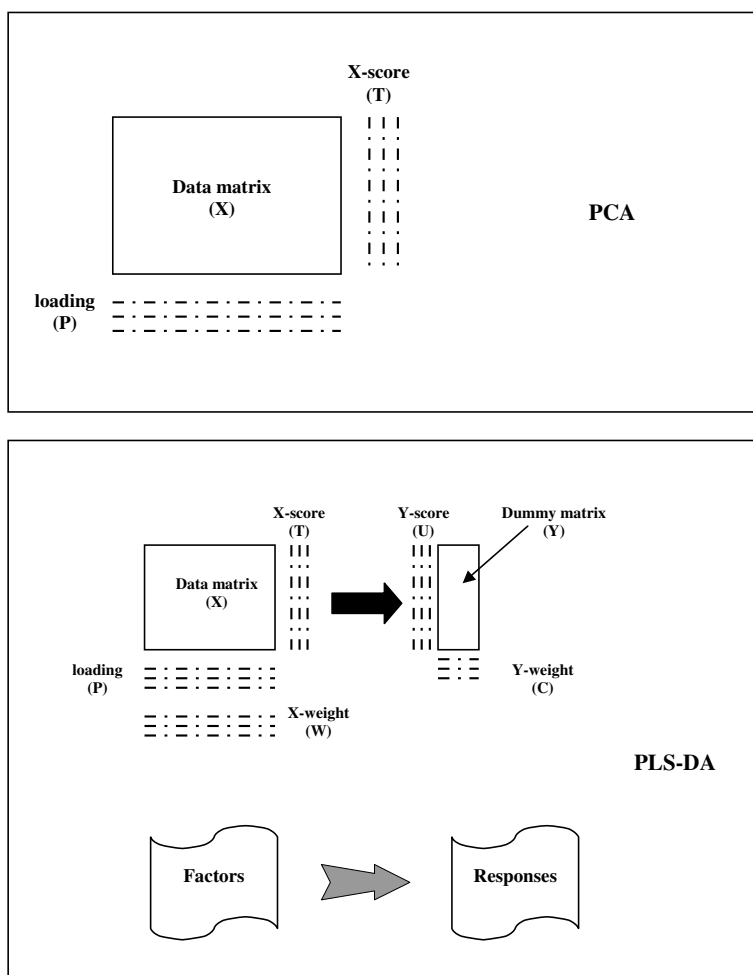 X-score
(T)
Data matrix
(X)
PCA
loading
(P)
X-score
(T)
Y-score
(U)
Dummy matrix
(Y)
Data matrix
(X)
loading
(P)
Y-weight
(C)
X-weight
(W)
PLS-DA
Factors
Responses